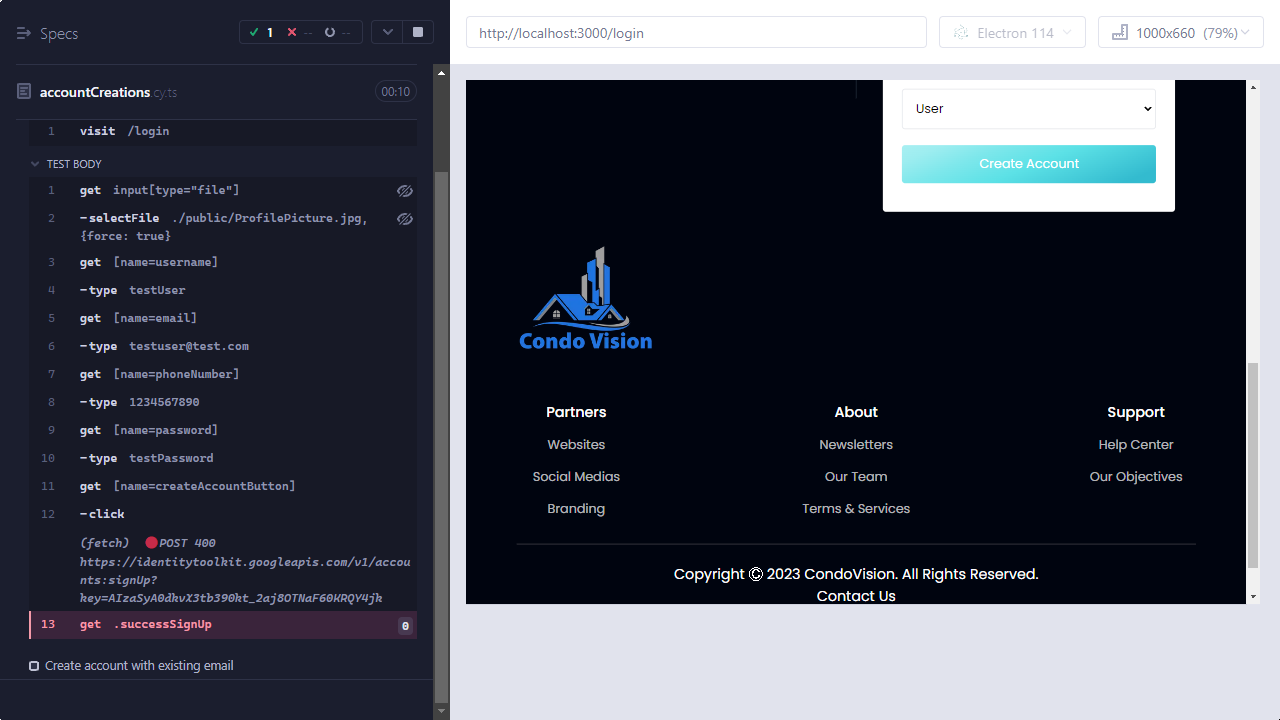 Specs
1 -- --
accountCreations.cy.ts
00:10
1 visit /login
TEST BODY
1 get input[type="file"]
2 -selectFile ./public/ProfilePicture.jpg,
{force: true}
3 get [name=username]
4 -type testUser
5 get [name=email]
6 -type testuser@test.com
7 get [name=phoneNumber]
8 -type 1234567890
9 get [name=password]
10 -type testPassword
11 get [name=createAccountButton]
12 -click
(fetch) POST 400
https://identitytoolkit.googleapis.com/v1/accou
nts:signUp?
key=AIzaSyA0dkvX3tb390kt_2aj8OTNaF60KRQY4jk
13 get .successSignUp 0
Create account with existing email
http://localhost:3000/login
Electron 114
1000x660 (79%)
User
Create Account
Condo Vision
Partners
Websites
Social Medias
Branding
About
Newsletters
Our Team
Terms & Services
Support
Help Center
Our Objectives
Copyright © 2023 CondoVision. All Rights Reserved.
Contact Us